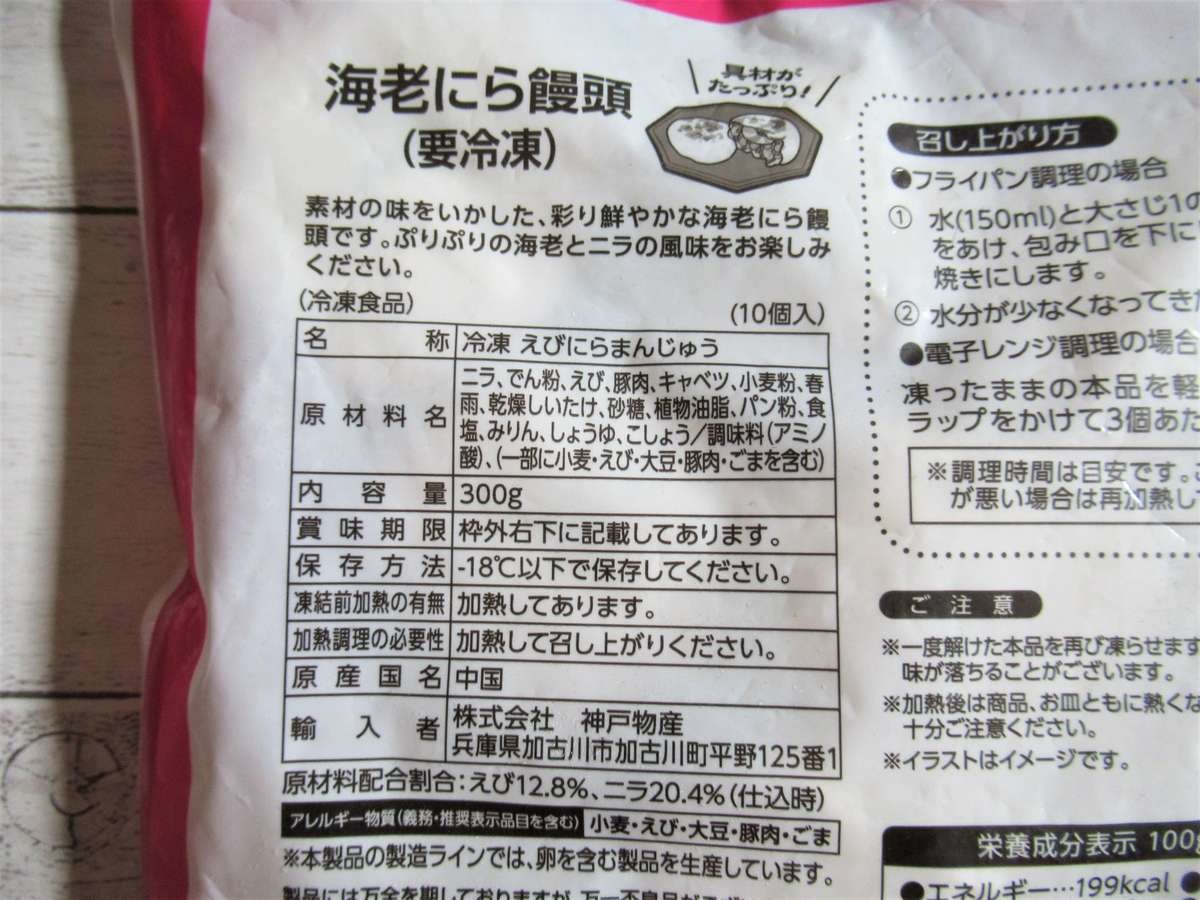 海老にら饅頭
(要冷凍)
具材が
たっぷり!
素材の味をいかした、彩り鮮やかな海老にら饅
頭です。ぷりぷりの海老とニラの風味をお楽しみ
ください。
(冷凍食品) (10個入)
名称 冷凍 えびにらまんじゅう
原材料名 ニラ、でん粉、えび、豚肉、キャベツ、小麦粉、春
雨、乾燥しいたけ、砂糖、植物油脂、パン粉、食
塩、みりん、しょうゆ、こしょう/調味料(アミノ
酸)、(一部に小麦・えび・大豆・豚肉・ごまを含む)
内容量 300g
賞味期限 枠外右下に記載してあります。
保存方法 -18℃以下で保存してください。
凍結前加熱の有無 加熱してあります。
加熱調理の必要性 加熱して召し上がりください。
原産国名 中国
輸入者 株式会社 神戸物産
兵庫県加古川市加古川町平野125番1
原材料配合割合:えび12.8%、ニラ20.4%(仕込時)
アレルギー物質(義務・推奨表示品目を含む) 小麦・えび・大豆・豚肉・ごま
※本製品の製造ラインでは、卵を含む製品を生産しています。
製品には万全を期しておりますが、万一不良品が
召し上がり方
●フライパン調理の場合
① 水(150ml)と大さじ1の
をあけ、包み口を下に
焼きにします。
② 水分が少なくなってき
●電子レンジ調理の場合
凍ったままの本品を軽
ラップをかけて3個あた
※調理時間は目安です。
が悪い場合は再加熱し
ご注意
※一度解けた本品を再び凍らせます
味が落ちることがございます。
※加熱後は商品、お皿ともに熱くな
十分ご注意ください。
※イラストはイメージです。
栄養成分表示 100g
●エネルギー…199kcal ●